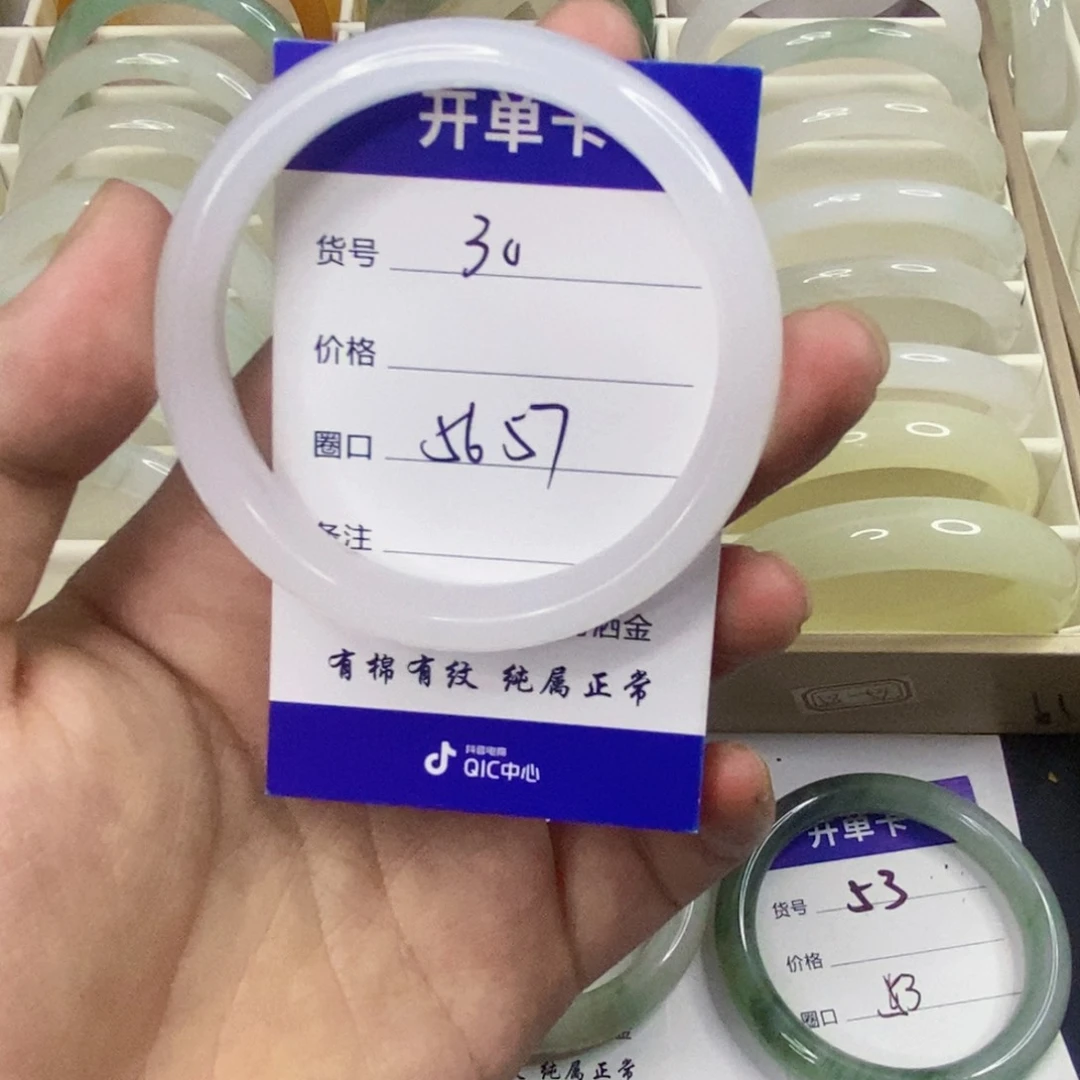 开单卡
货号 30
价格
圈口 56 57
备注
洒金
有棉有纹 纯属正常
抖音电商
QIC中心
开单卡
货号 53
价格
圈口 53
纯属正常